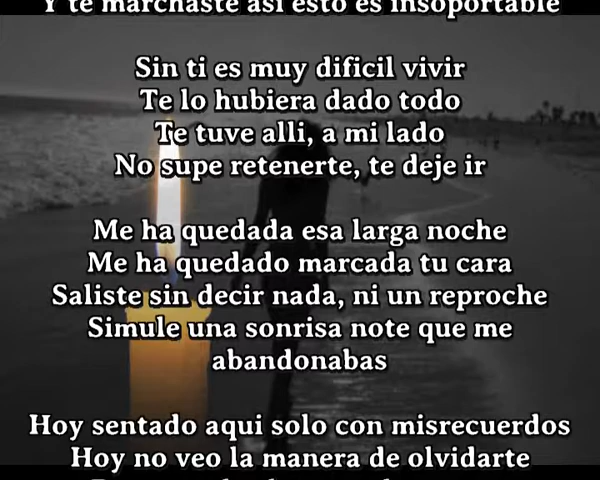 Y te marchaste asi esto es insoportable
Sin ti es muy dificil vivir
Te lo hubiera dado todo
Te tuve alli, a mi lado
No supe retenerte, te deje ir
Me ha quedada esa larga noche
Me ha quedado marcada tu cara
Saliste sin decir nada, ni un reproche
Simule una sonrisa note que me
abandonabas
Hoy sentado aqui solo con misrecuerdos
Hoy no veo la manera de olvidarte